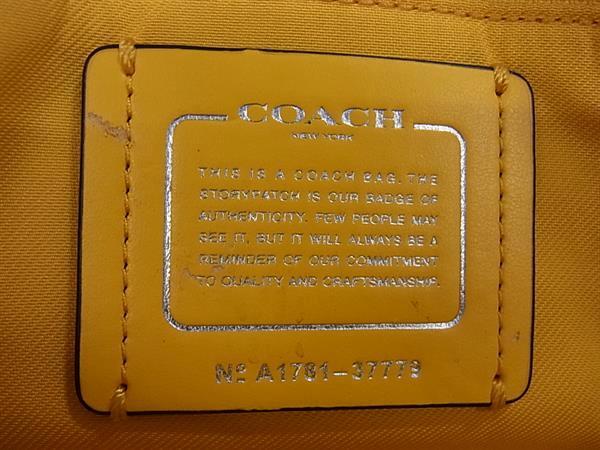 COACH
NEW YORK
THIS IS A COACH BAG. THE
STORYPATCH IS OUR BADGE OF
AUTHENTICITY. FEW PEOPLE MAY
SEE IT, BUT IT WILL ALWAYS BE A
REMINDER OF OUR COMMITMENT
TO QUALITY AND CRAFTSMANSHIP.
Nº A1781-37779